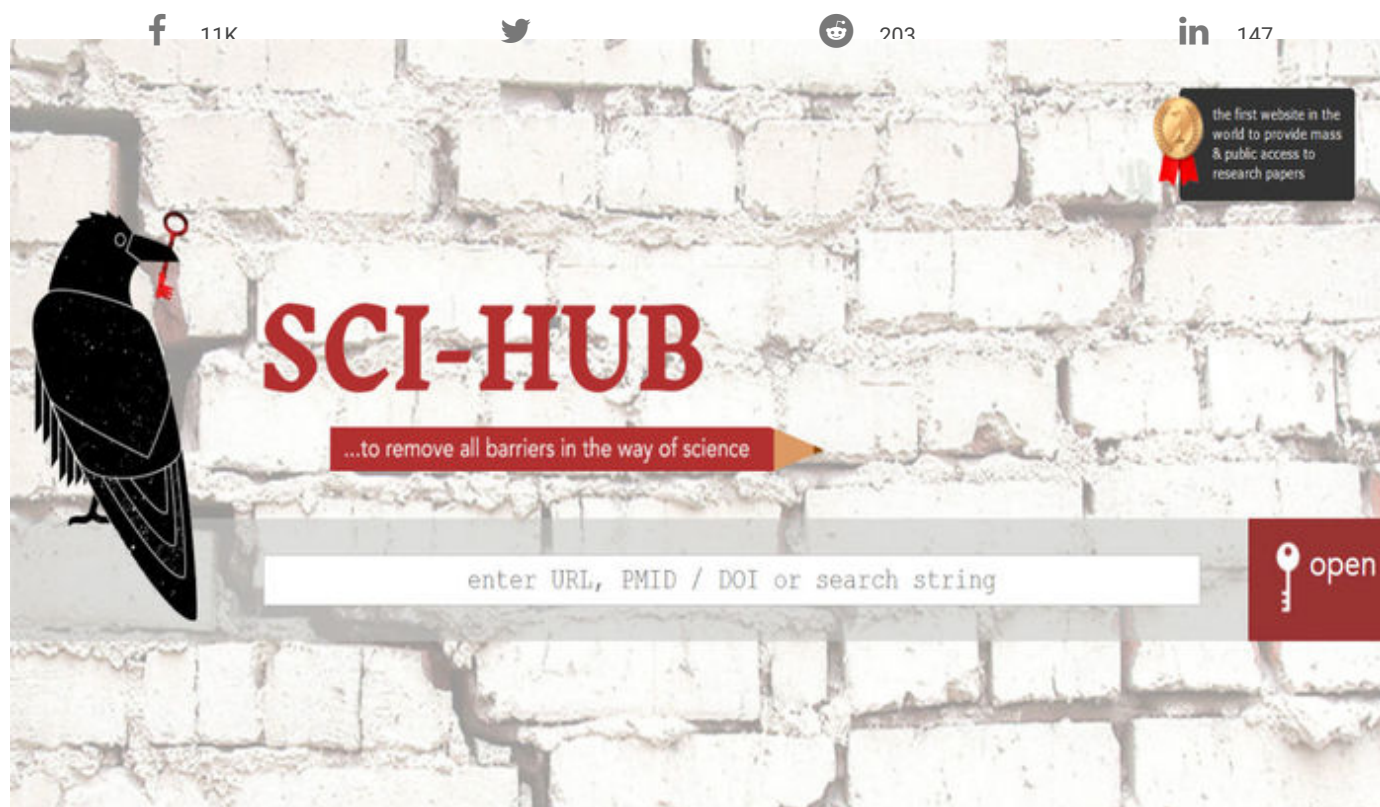 11K
203
147
the first website in the
world to provide mass
& public access to
research papers
SCI-HUB
...to remove all barriers in the way of science
enter URL, PMID / DOI or search string
open